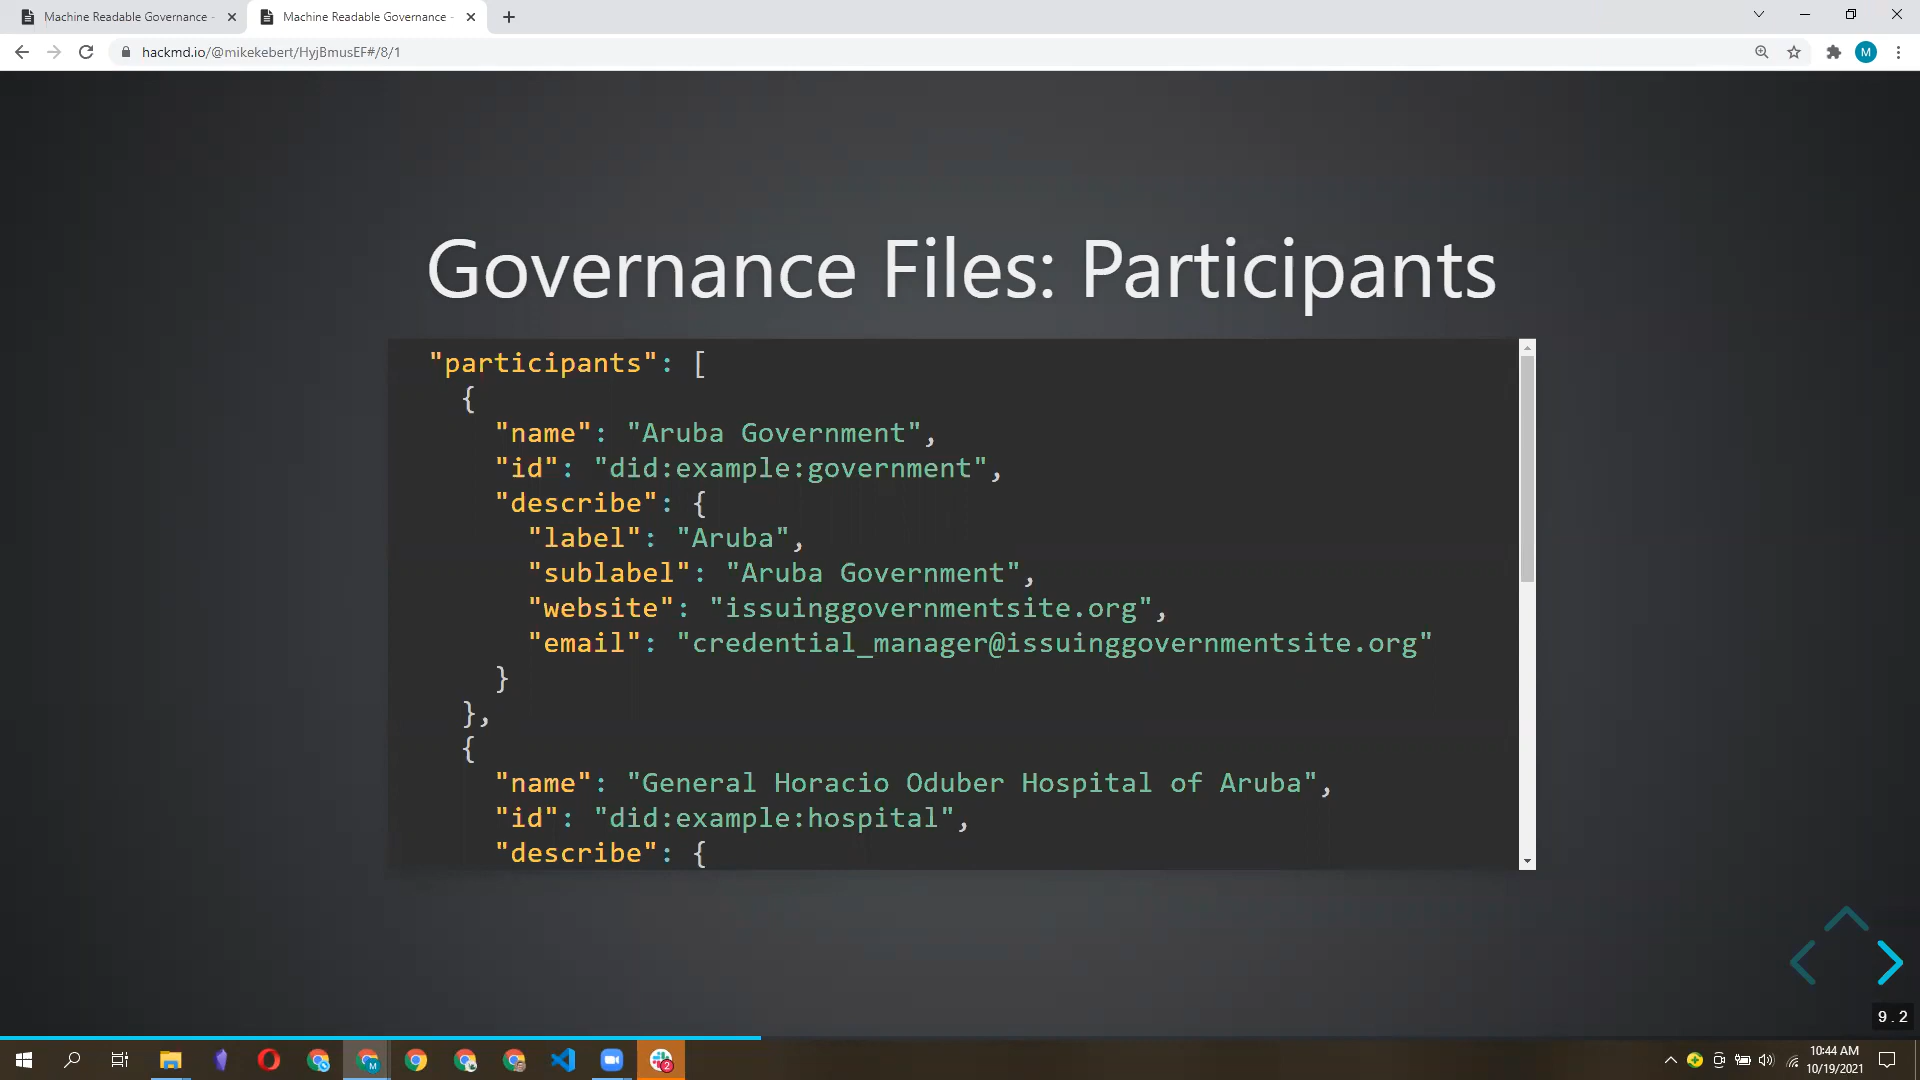 Machine Readable Governance -
Machine Readable Governance -
hackmd.io/@mikekebert/HyjBmusEF#/8/1
M
Governance Files: Participants
"participants": [
{
"name": "Aruba Government",
"id": "did:example:government",
"describe": {
"label": "Aruba",
"sublabel": "Aruba Government",
"website": "issuinggovernmentsite.org",
"email": "credential_manager@issuinggovernmentsite.org"
}
},
{
"name": "General Horacio Oduber Hospital of Aruba",
"id": "did:example:hospital",
"describe": {
9.2
M
2
10:44 AM
10/19/2021